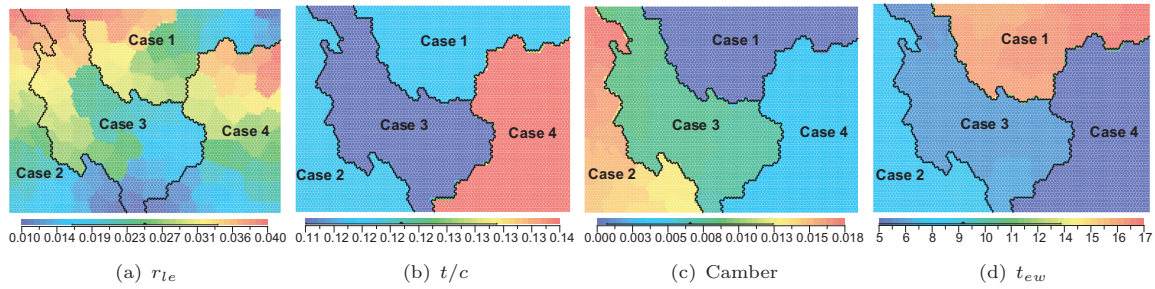 Case 1
Case 3
Case 4
Case 2
0.010 0.014 0.019 0.023 0.027 0.031 0.036 0.040
(a) r_le
Case 1
Case 3
Case 4
Case 2
0.11 0.12 0.12 0.12 0.13 0.13 0.13 0.14
(b) t/c
Case 1
Case 3
Case 4
Case 2
0.000 0.003 0.005 0.008 0.010 0.013 0.015 0.018
(c) Camber
Case 1
Case 3
Case 4
Case 2
5 6 8 9 10 11 12 13 14 16 17
(d) t_ew